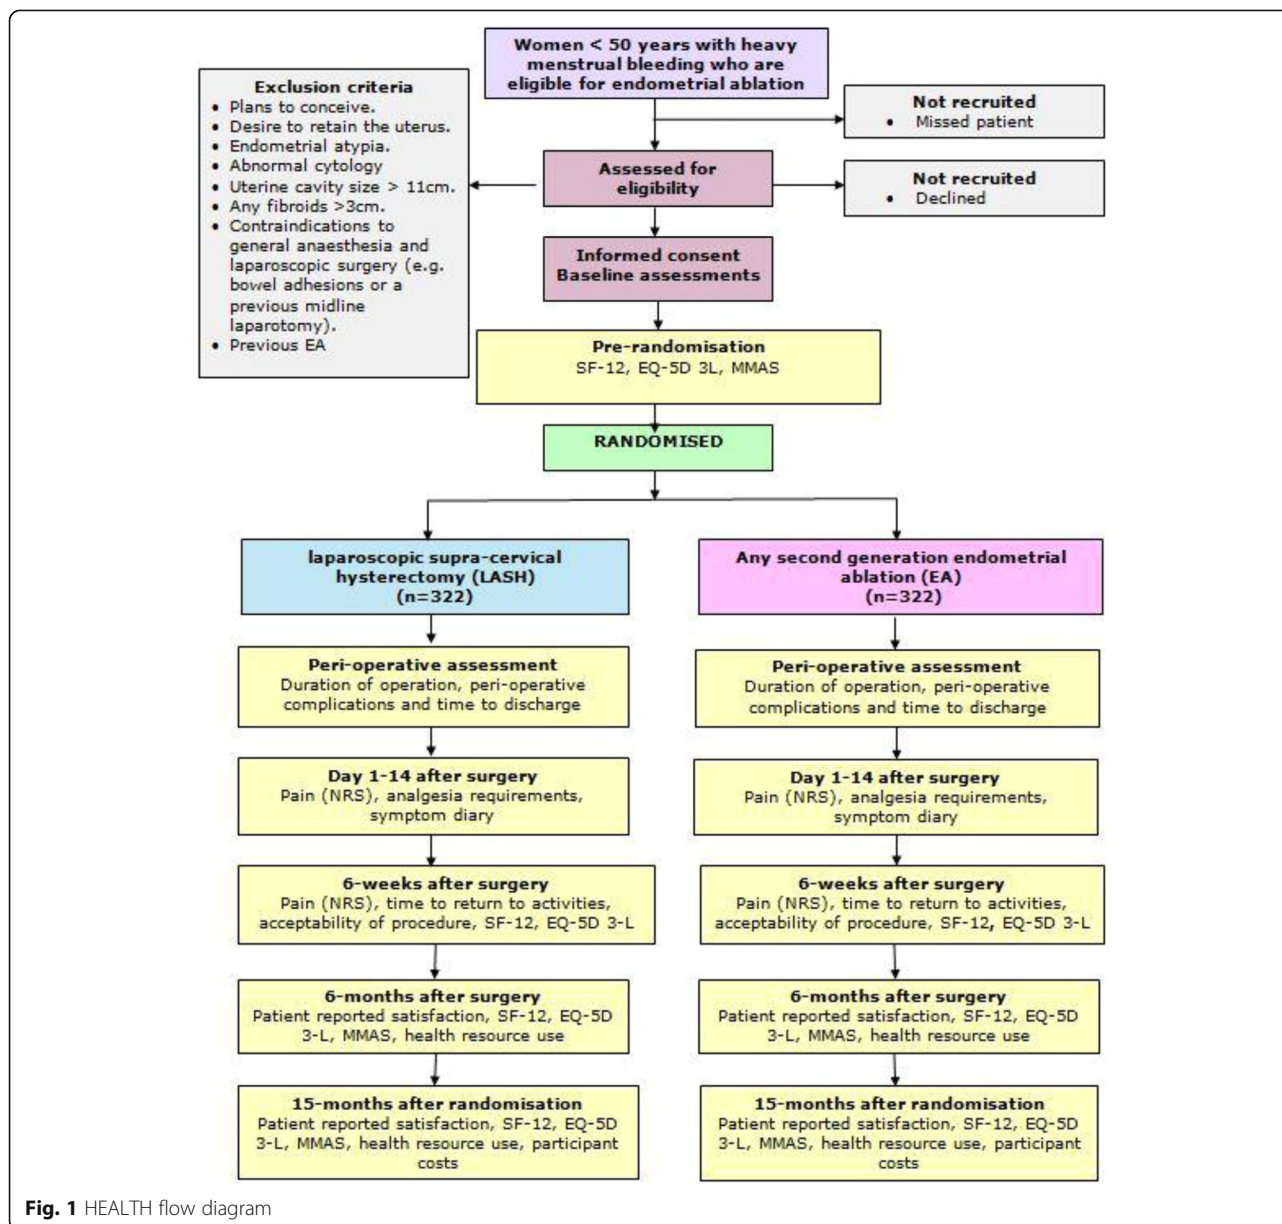 Women < 50 years with heavy
menstrual bleeding who are
eligible for endometrial ablation
Exclusion criteria
• Plans to conceive.
• Desire to retain the uterus.
• Endometrial atypia.
• Abnormal cytology
• Uterine cavity size > 11cm.
• Any fibroids >3cm.
• Contraindications to
general anaesthesia and
laparoscopic surgery (e.g.
bowel adhesions or a
previous midline
laparotomy).
• Previous EA
Not recruited
• Missed patient
Assessed for
eligibility
Not recruited
• Declined
Informed consent
Baseline assessments
Pre-randomisation
SF-12, EQ-5D 3L, MMAS
RANDOMISED
laparoscopic supra-cervical
hysterectomy (LASH)
(n=322)
Peri-operative assessment
Duration of operation, peri-operative
complications and time to discharge
Day 1-14 after surgery
Pain (NRS), analgesia requirements,
symptom diary
6-weeks after surgery
Pain (NRS), time to return to activities,
acceptability of procedure, SF-12, EQ-5D 3-L
6-months after surgery
Patient reported satisfaction, SF-12, EQ-5D
3-L, MMAS, health resource use
15-months after randomisation
Patient reported satisfaction, SF-12, EQ-5D
3-L, MMAS, health resource use, participant
costs
Any second generation endometrial
ablation (EA)
(n=322)
Peri-operative assessment
Duration of operation, peri-operative
complications and time to discharge
Day 1-14 after surgery
Pain (NRS), analgesia requirements,
symptom diary
6-weeks after surgery
Pain (NRS), time to return to activities,
acceptability of procedure, SF-12, EQ-5D 3-L
6-months after surgery
Patient reported satisfaction, SF-12, EQ-5D
3-L, MMAS, health resource use
15-months after randomisation
Patient reported satisfaction, SF-12, EQ-5D
3-L, MMAS, health resource use, participant
costs
Fig. 1 HEALTH flow diagram